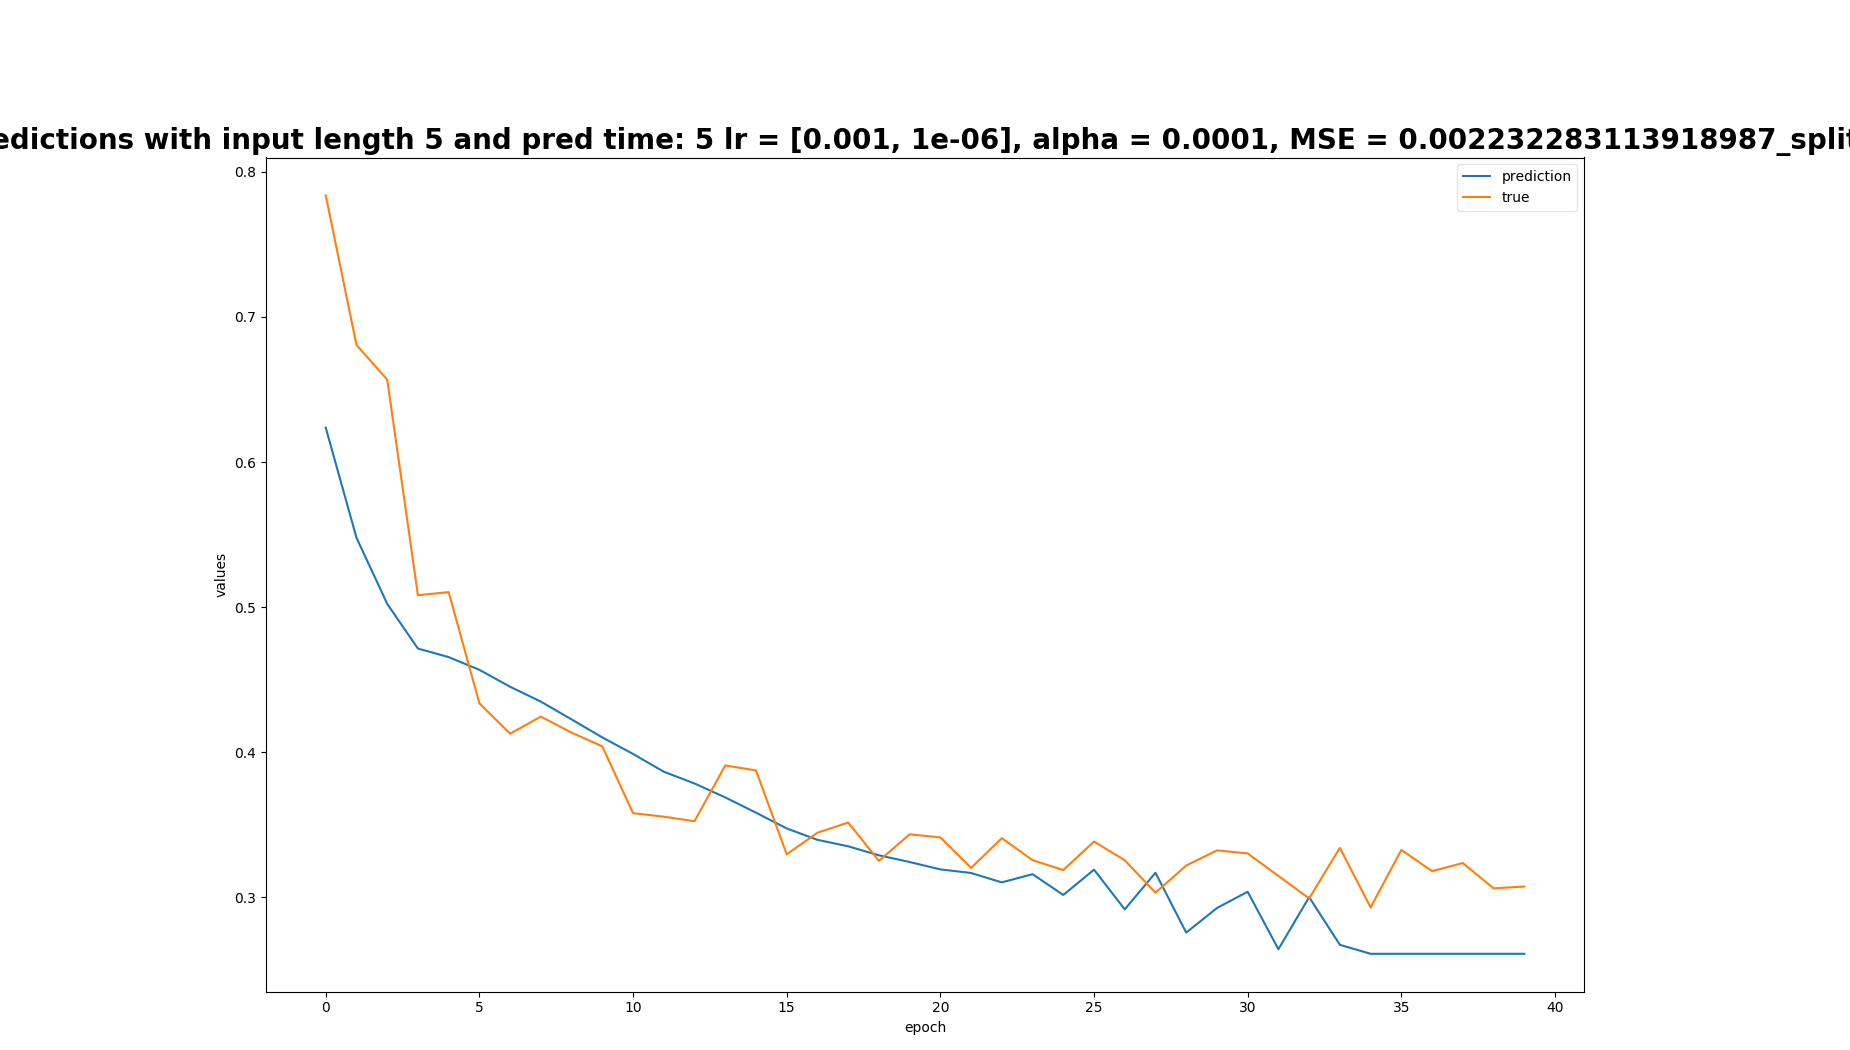 edictions with input length 5 and pred time: 5 lr = [0.001, 1e-06], alpha = 0.0001, MSE = 0.002232283113918987_split
prediction
true
0.8
0.7
0.6
0.5
0.4
0.3
values
0 5 10 15 20 25 30 35 40
epoch